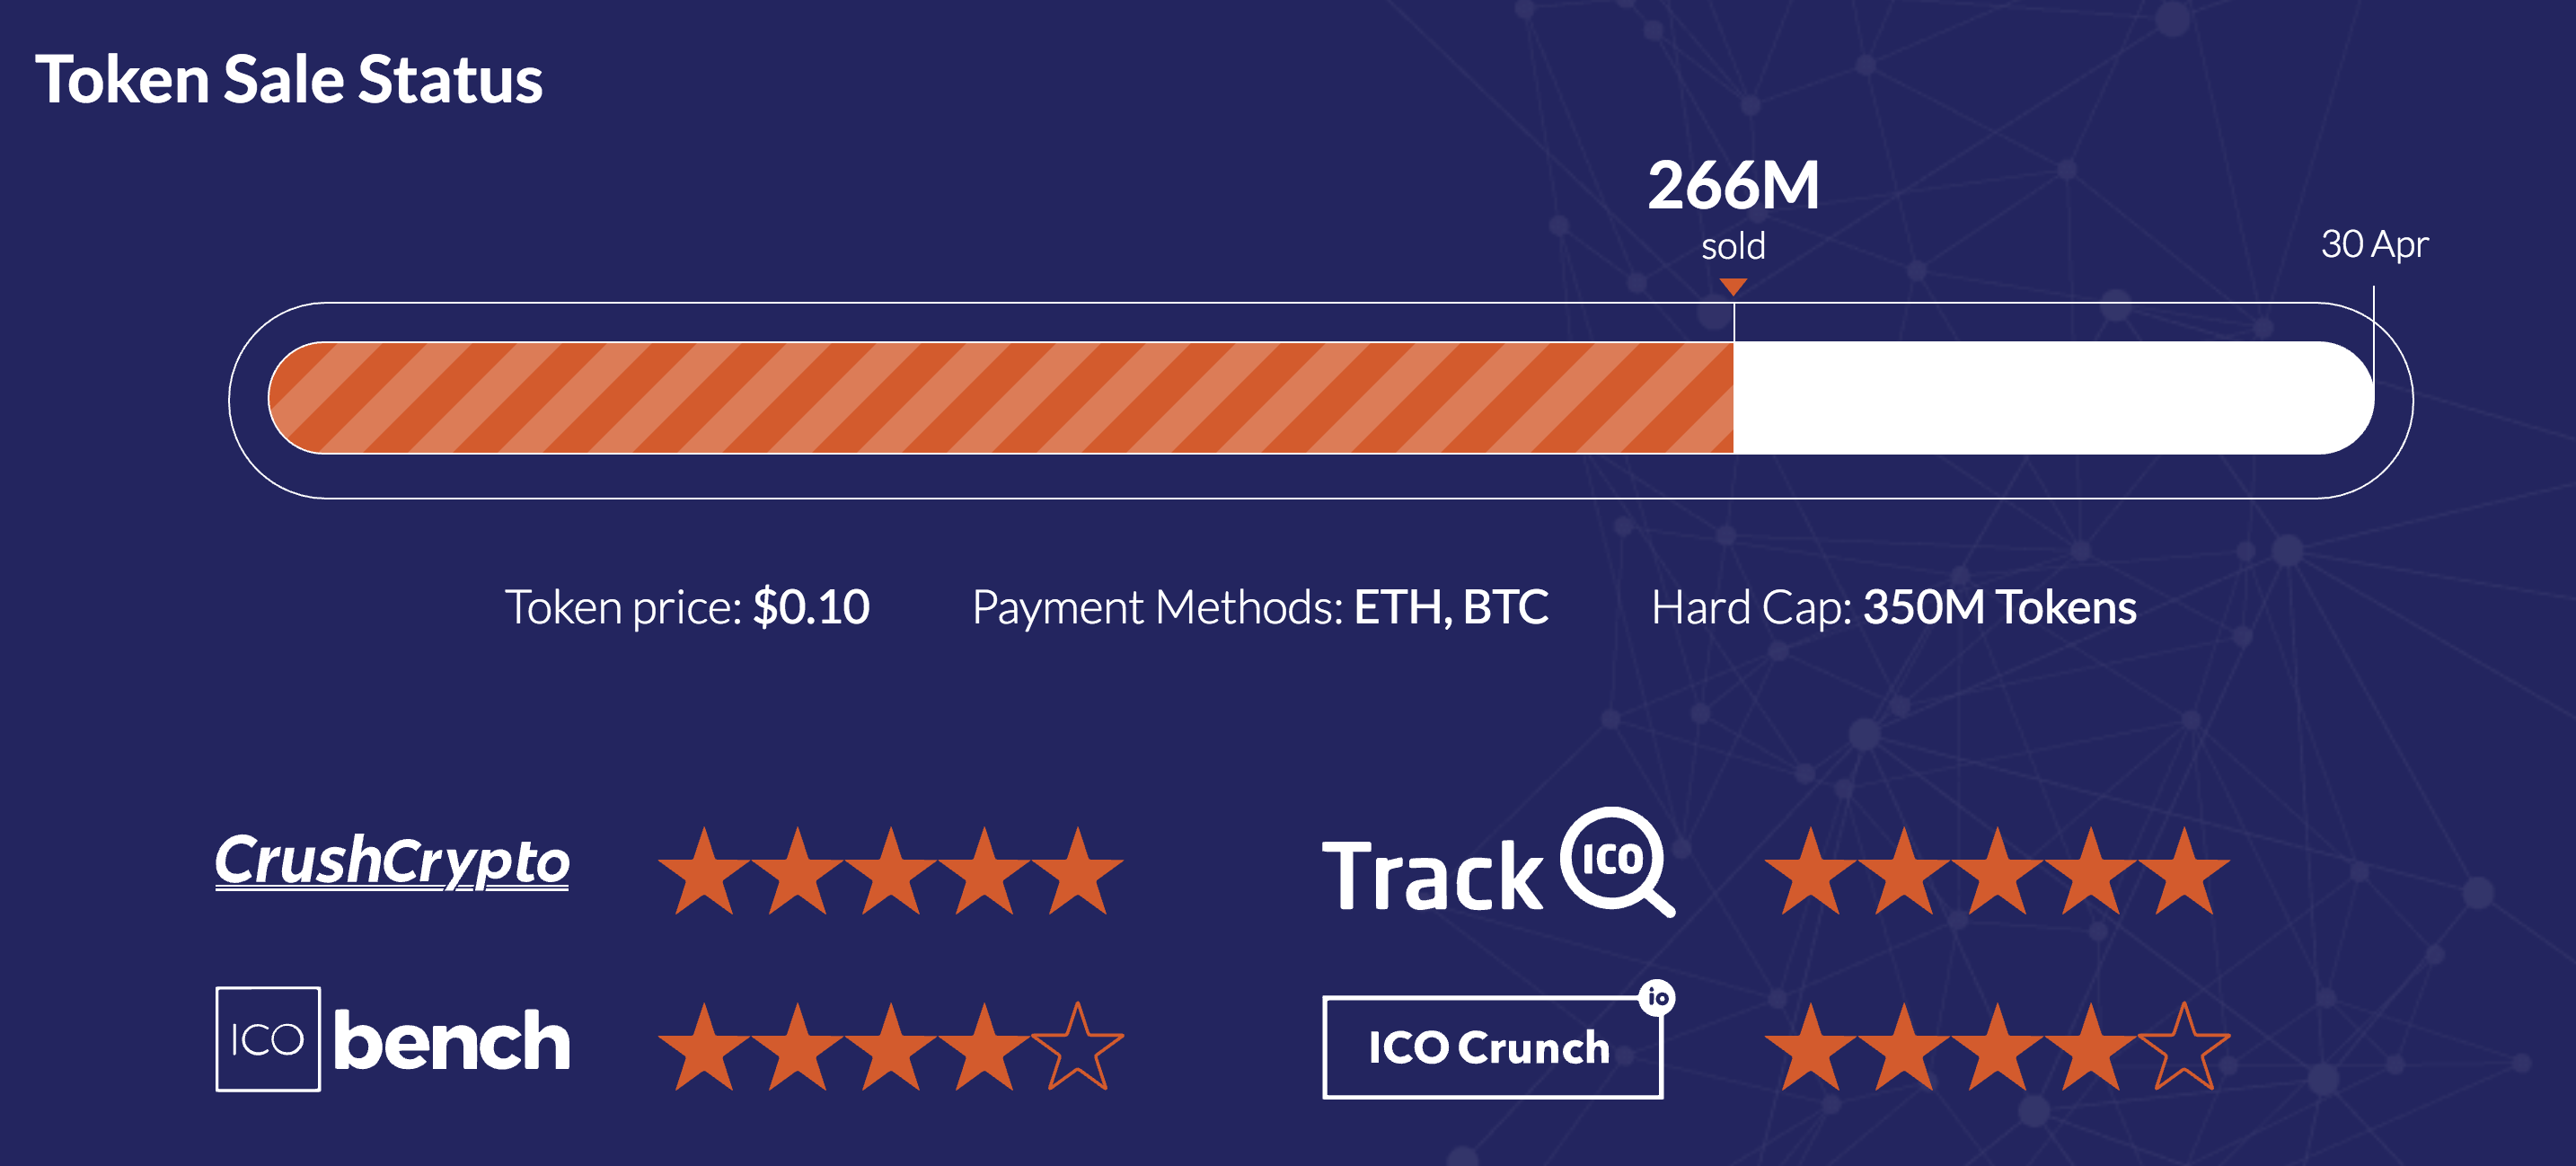 Token Sale Status
266M
sold
30 Apr
Token price: $0.10 Payment Methods: ETH, BTC Hard Cap: 350M Tokens
CrushCrypto
Track ICO
ICO bench
ICO Crunch io